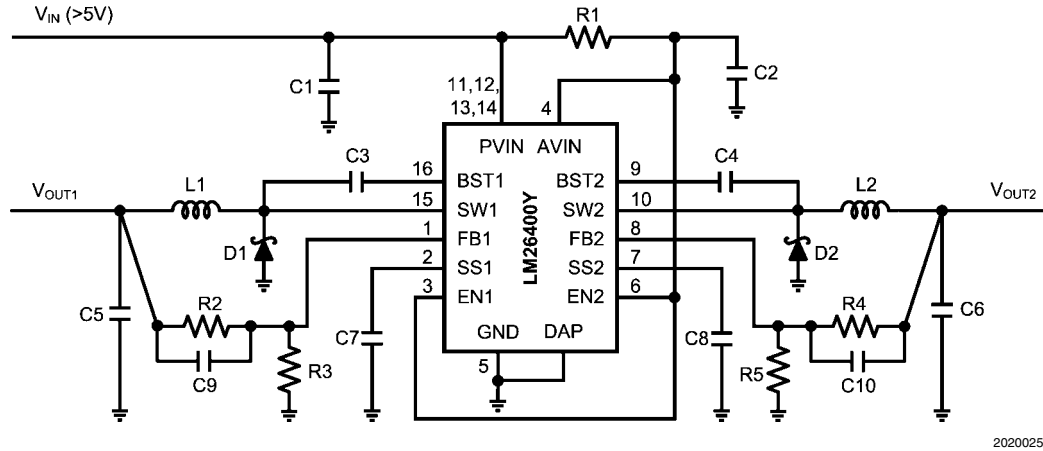 V_IN (>5V)
R1
C1
C2
11,12,
13,14
4
PVIN AVIN
C3
C4
16
BST1
BST2
9
V_OUT1
L1
15
SW1
SW2
10
L2
V_OUT2
LM26400Y
D1
1
FB1
FB2
8
D2
2
SS1
SS2
7
3
EN1
EN2
6
C5
R2
C7
GND DAP
C8
R4
C6
5
C9
R3
R5
C10
2020025